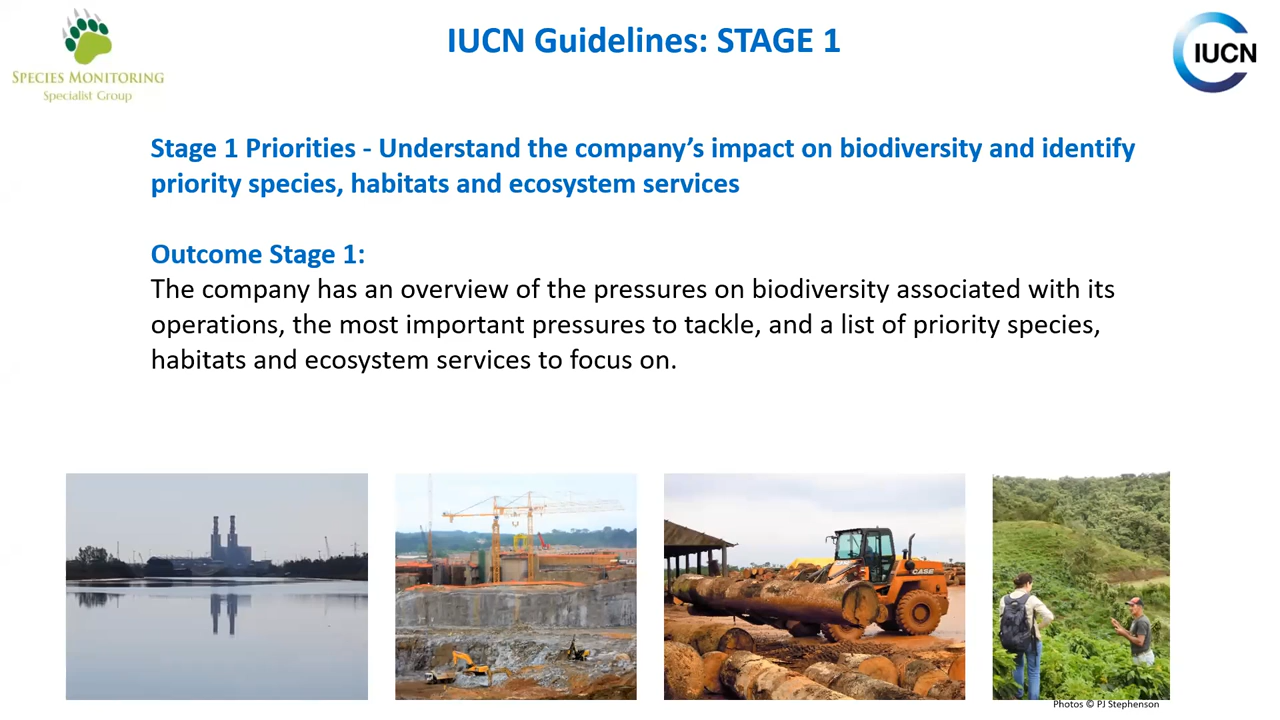 IUCN Guidelines: STAGE 1
SPECIES MONITORING
Specialist Group
IUCN
Stage 1 Priorities - Understand the company's impact on biodiversity and identify
priority species, habitats and ecosystem services
Outcome Stage 1:
The company has an overview of the pressures on biodiversity associated with its
operations, the most important pressures to tackle, and a list of priority species,
habitats and ecosystem services to focus on.
CASE
Photos © PJ Stephenson